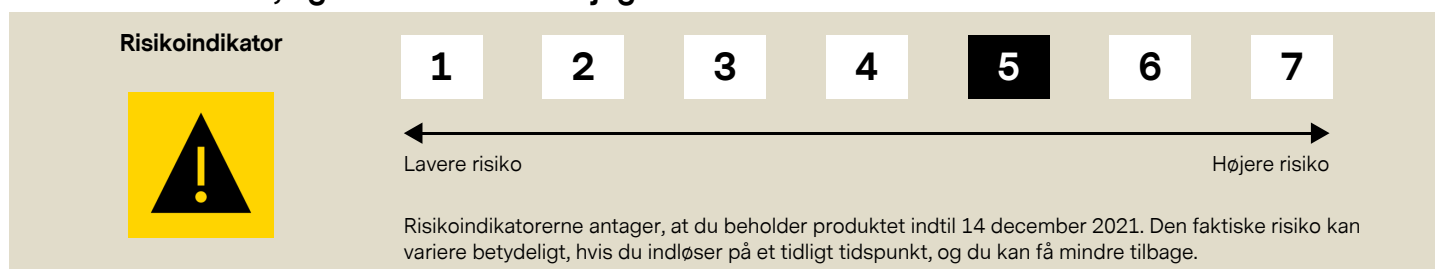 Risikoindikator
1 2 3 4 5 6 7
Lavere risiko Højere risiko
Risikoindikatorerne antager, at du beholder produktet indtil 14 december 2021. Den faktiske risiko kan
variere betydeligt, hvis du indløser på et tidligt tidspunkt, og du kan få mindre tilbage.